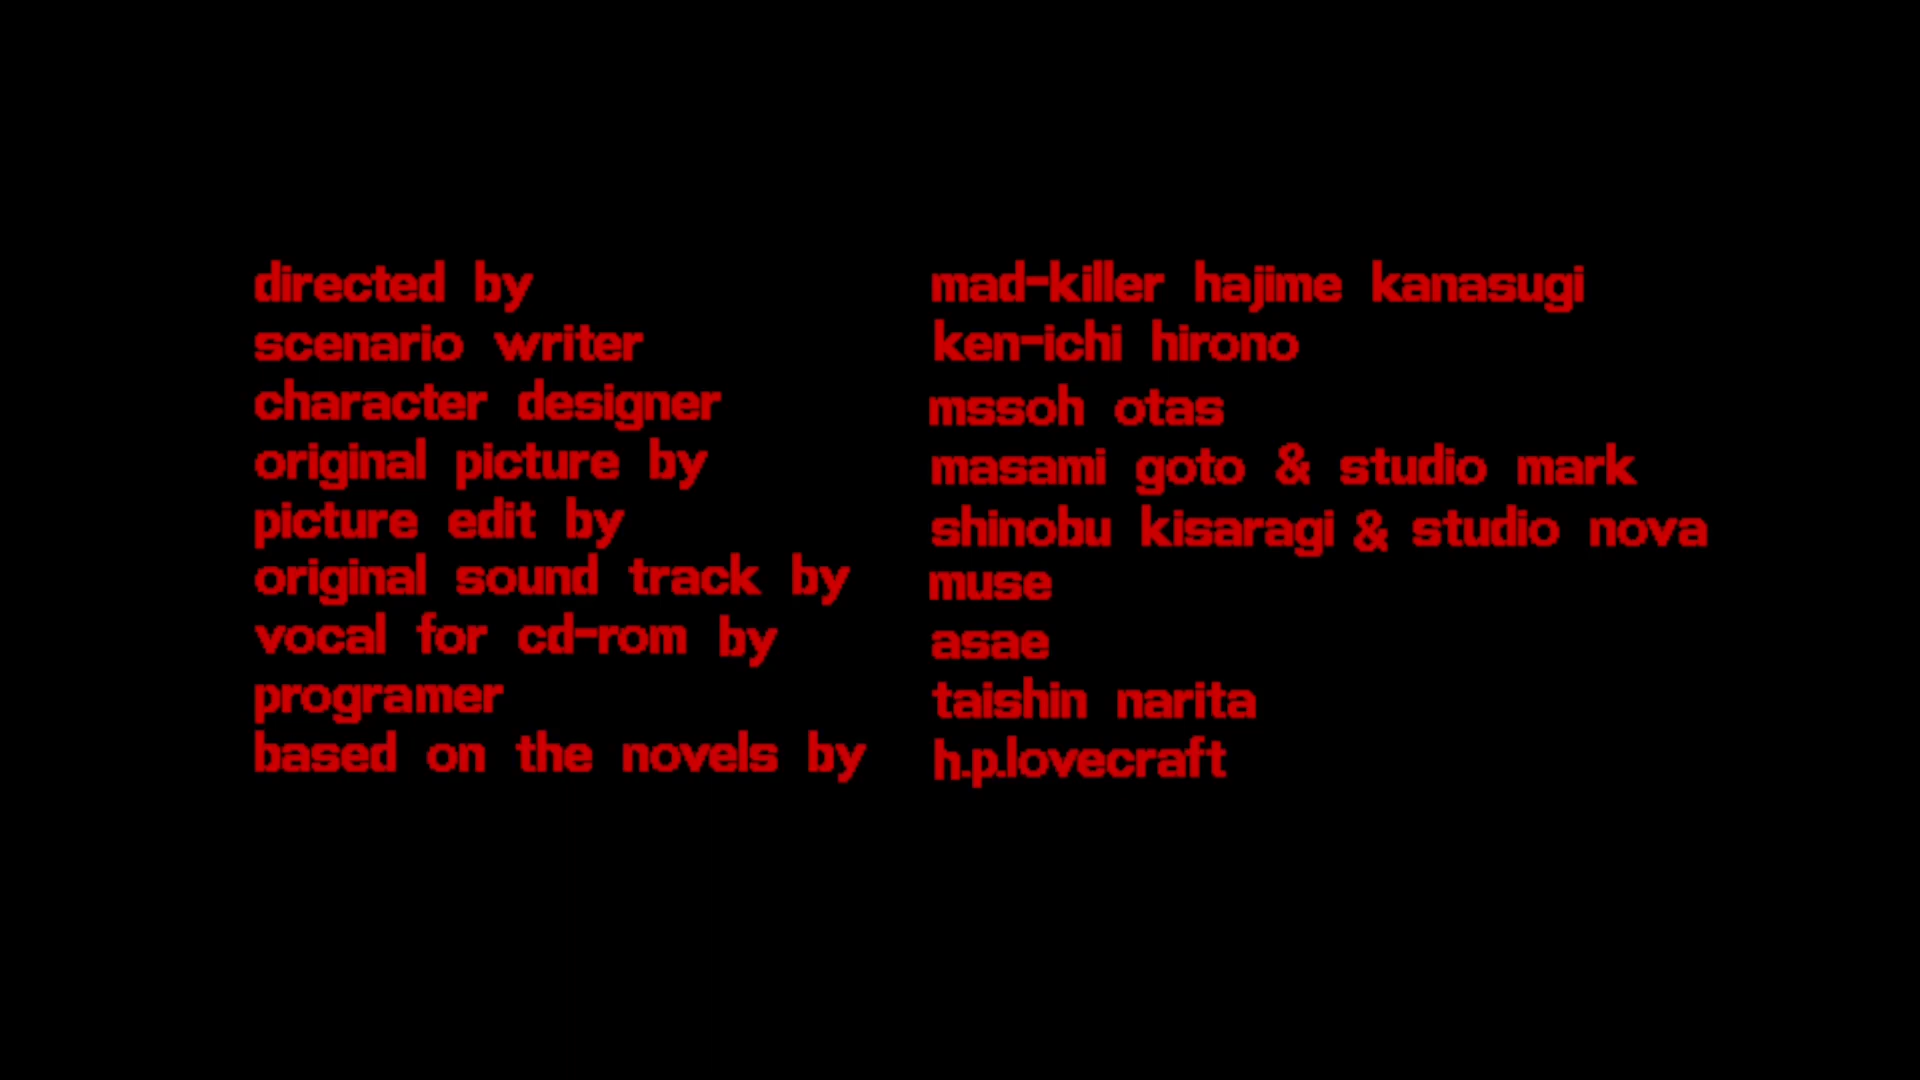 directed by mad-killer hajime kanasugi
scenario writer ken-ichi hirono
character designer mssoh otas
original picture by masami goto & studio mark
picture edit by shinobu kisaragi & studio nova
original sound track by muse
vocal for cd-rom by asae
programer taishin narita
based on the novels by h.p.lovecraft